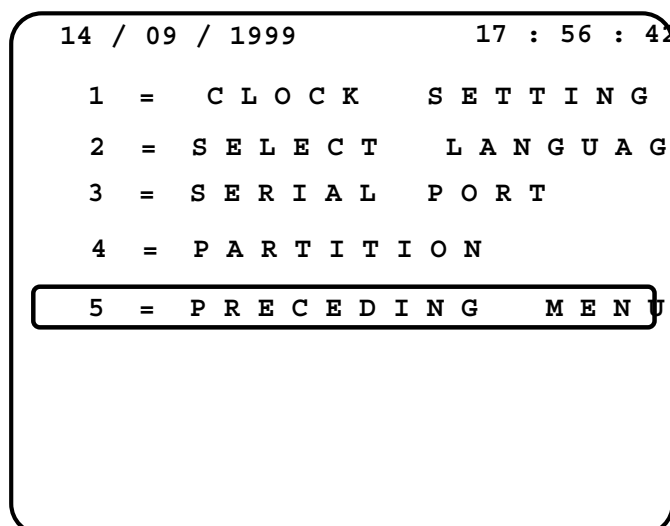 14 / 09 / 1999 17 : 56 : 42
1 = CLOCK SETTING
2 = SELECT LANGUAG
3 = SERIAL PORT
4 = PARTITION
5 = PRECEDING MENU